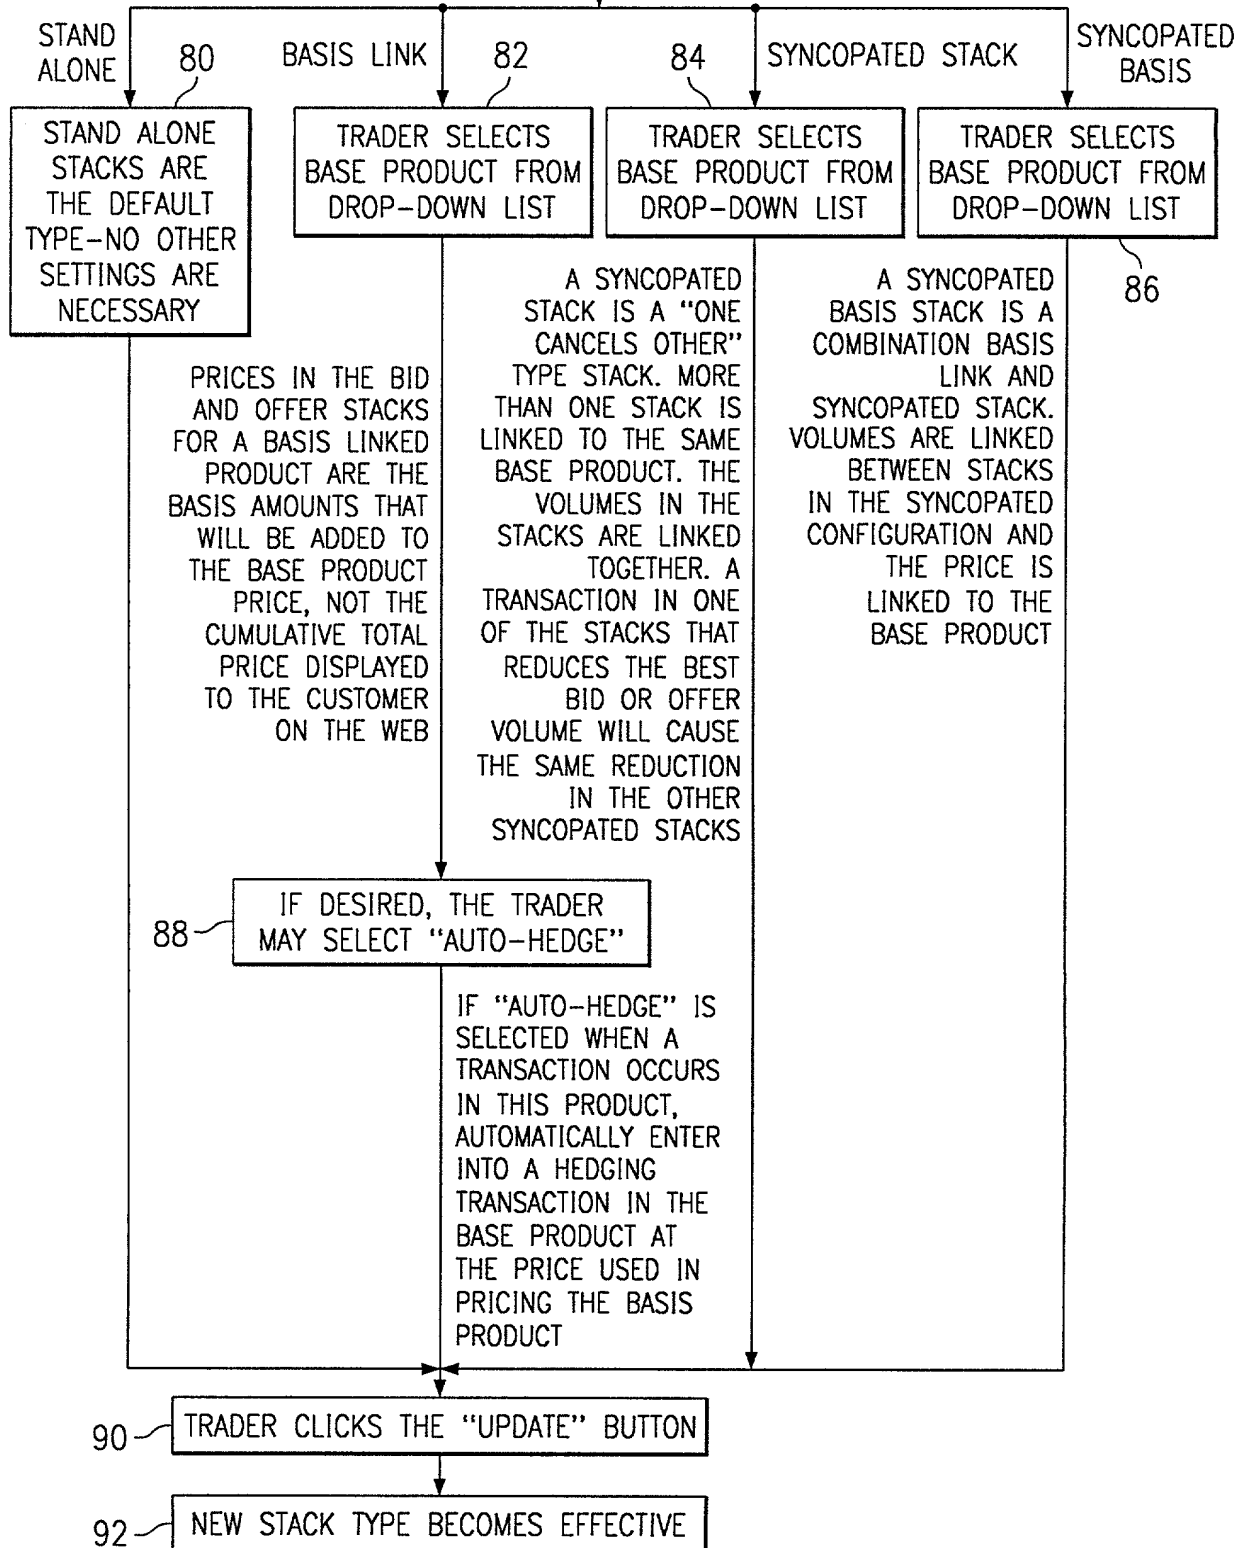 STAND
ALONE
80
BASIS LINK
82
84
SYNCOPATED STACK
SYNCOPATED
BASIS
STAND ALONE
STACKS ARE
THE DEFAULT
TYPE-NO OTHER
SETTINGS ARE
NECESSARY
TRADER SELECTS
BASE PRODUCT FROM
DROP-DOWN LIST
TRADER SELECTS
BASE PRODUCT FROM
DROP-DOWN LIST
TRADER SELECTS
BASE PRODUCT FROM
DROP-DOWN LIST
86
PRICES IN THE BID
AND OFFER STACKS
FOR A BASIS LINKED
PRODUCT ARE THE
BASIS AMOUNTS THAT
WILL BE ADDED TO
THE BASE PRODUCT
PRICE, NOT THE
CUMULATIVE TOTAL
PRICE DISPLAYED
TO THE CUSTOMER
ON THE WEB
A SYNCOPATED
STACK IS A "ONE
CANCELS OTHER"
TYPE STACK. MORE
THAN ONE STACK IS
LINKED TO THE SAME
BASE PRODUCT. THE
VOLUMES IN THE
STACKS ARE LINKED
TOGETHER. A
TRANSACTION IN ONE
OF THE STACKS THAT
REDUCES THE BEST
BID OR OFFER
VOLUME WILL CAUSE
THE SAME REDUCTION
IN THE OTHER
SYNCOPATED STACKS
A SYNCOPATED
BASIS STACK IS A
COMBINATION BASIS
LINK AND
SYNCOPATED STACK.
VOLUMES ARE LINKED
BETWEEN STACKS
IN THE SYNCOPATED
CONFIGURATION AND
THE PRICE IS
LINKED TO THE
BASE PRODUCT
88
IF DESIRED, THE TRADER
MAY SELECT "AUTO-HEDGE"
IF "AUTO-HEDGE" IS
SELECTED WHEN A
TRANSACTION OCCURS
IN THIS PRODUCT,
AUTOMATICALLY ENTER
INTO A HEDGING
TRANSACTION IN THE
BASE PRODUCT AT
THE PRICE USED IN
PRICING THE BASIS
PRODUCT
90
TRADER CLICKS THE "UPDATE" BUTTON
92
NEW STACK TYPE BECOMES EFFECTIVE